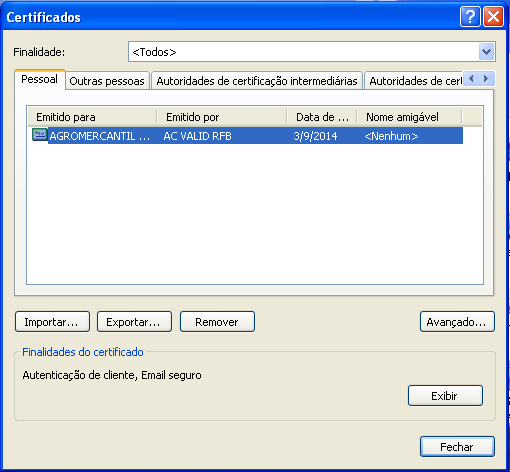 Certificados
Finalidade: <Todos>
Pessoal Outras pessoas Autoridades de certificação intermediárias Autoridades de cer
Emitido para Emitido por Data de ... Nome amigável
AGROMERCANTIL ... AC VALID RFB 3/9/2014 <Nenhum>
Importar... Exportar... Remover Avançado...
Finalidades do certificado
Autenticação de cliente, Email seguro
Exibir
Fechar